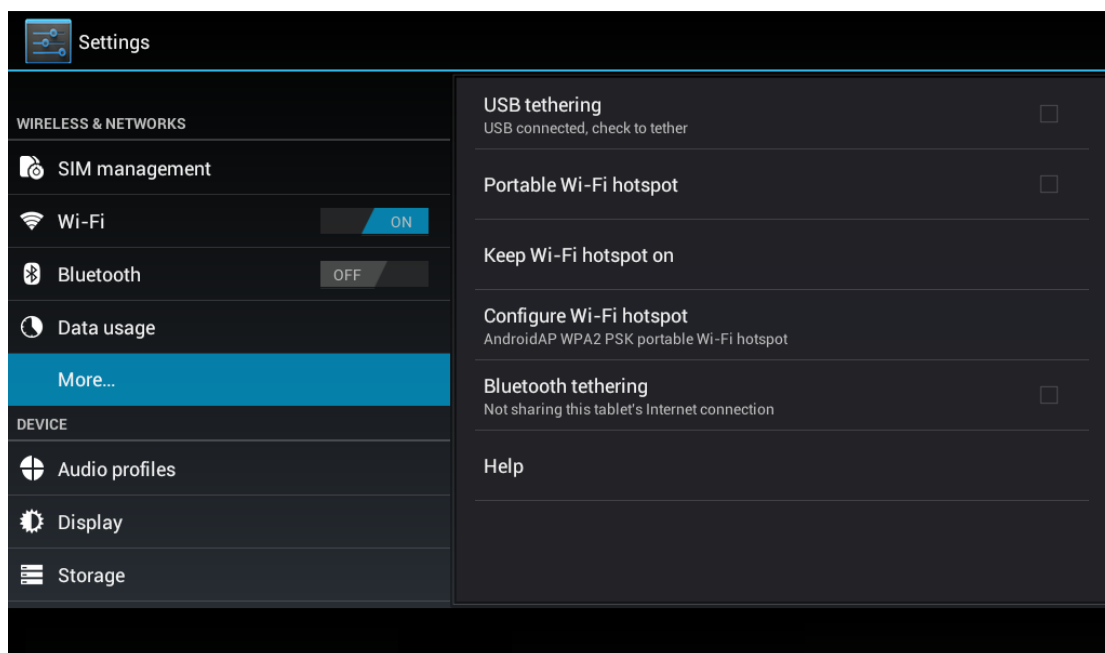 Settings
WIRELESS & NETWORKS
SIM management
Wi-Fi ON
Bluetooth OFF
Data usage
More...
DEVICE
Audio profiles
Display
Storage
USB tethering
USB connected, check to tether
Portable Wi-Fi hotspot
Keep Wi-Fi hotspot on
Configure Wi-Fi hotspot
AndroidAP WPA2 PSK portable Wi-Fi hotspot
Bluetooth tethering
Not sharing this tablet's Internet connection
Help